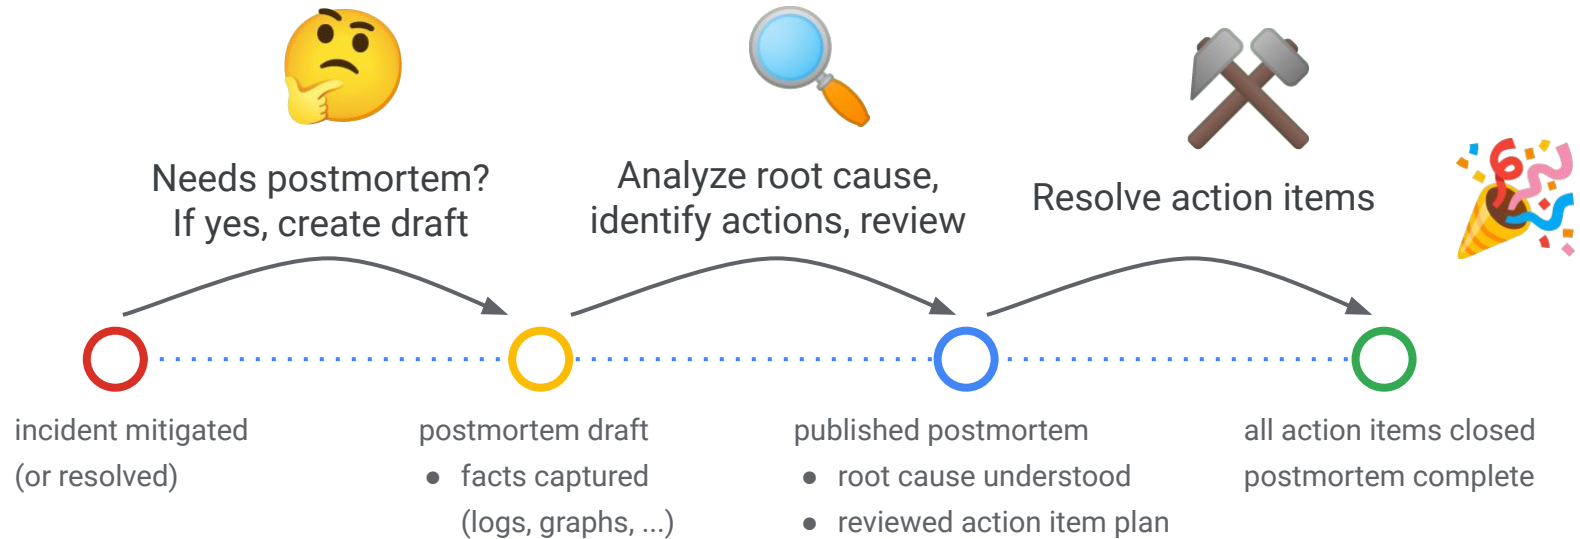 Needs postmortem?
If yes, create draft
Analyze root cause,
identify actions, review
Resolve action items
incident mitigated
(or resolved)
postmortem draft
● facts captured
(logs, graphs, ...)
published postmortem
● root cause understood
● reviewed action item plan
all action items closed
postmortem complete